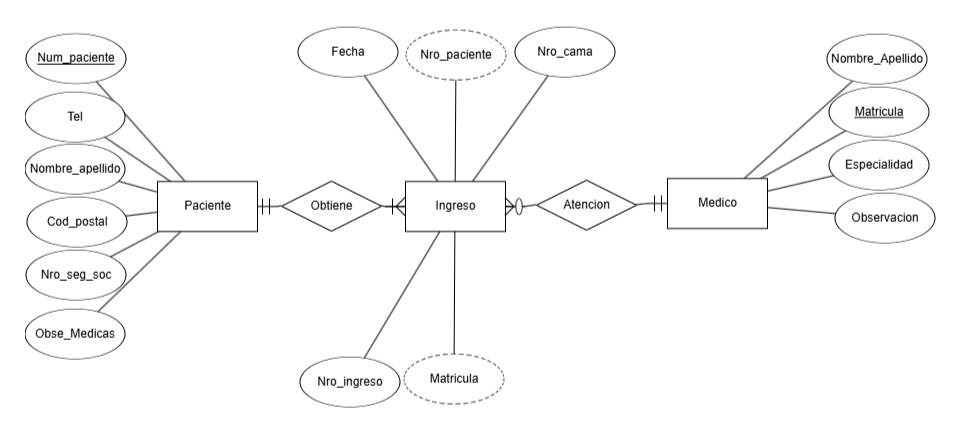 Fecha
Nro_paciente
Nro_cama
Nombre_Apellido
Num_paciente
Matricula
Tel
Especialidad
Nombre_apellido
Paciente
Obtiene
Ingreso
Atencion
Medico
Cod_postal
Observacion
Nro_seg_soc
Obse_Medicas
Nro_ingreso
Matricula